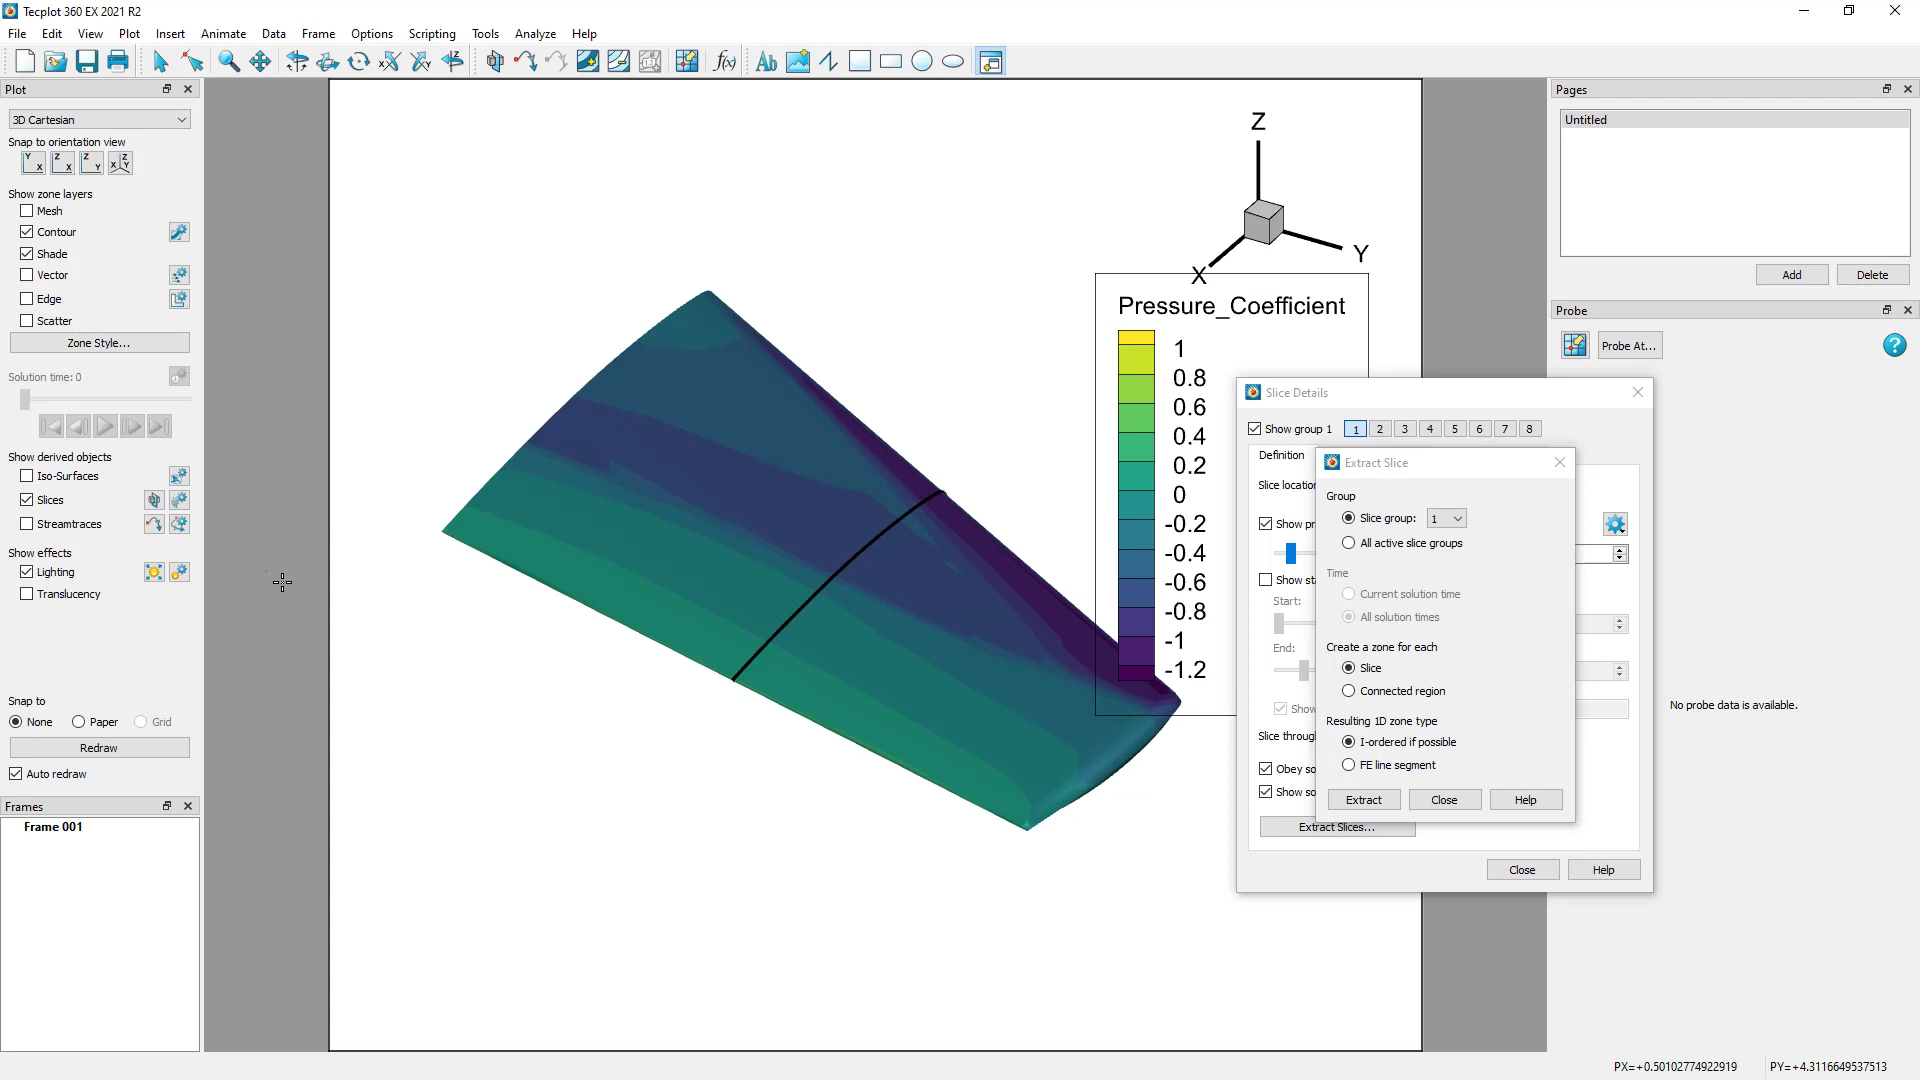 Tecplot 360 EX 2021 R2
File Edit View Plot Insert Animate Data Frame Options Scripting Tools Analyze Help
Plot
3D Cartesian
Snap to orientation view
Y X Z X Z Y X Z Y
Show zone layers
Mesh
Contour
Shade
Vector
Edge
Scatter
Zone Style...
Solution time: 0
Show derived objects
Iso-Surfaces
Slices
Streamtraces
Show effects
Lighting
Translucency
Snap to
None Paper Grid
Redraw
Auto redraw
Frames
Frame 001
f(x)
Ab
Z
Y
X
Pressure_Coefficient
1
0.8
0.6
0.4
0.2
0
-0.2
-0.4
-0.6
-0.8
-1
-1.2
Slice Details
Show group 1 1 2 3 4 5 6 7 8
Definition
Slice locatio
Show pr
Show sta
Start:
End:
Show
Slice throug
Obey so
Show so
Extract Slices...
Close Help
Extract Slice
Group
Slice group: 1
All active slice groups
Time
Current solution time
All solution times
Create a zone for each
Slice
Connected region
Resulting 1D zone type
I-ordered if possible
FE line segment
Extract Close Help
Pages
Untitled
Add Delete
Probe
Probe At...
?
No probe data is available.
PX=+0.50102774922919 PY=+4.3116649537513